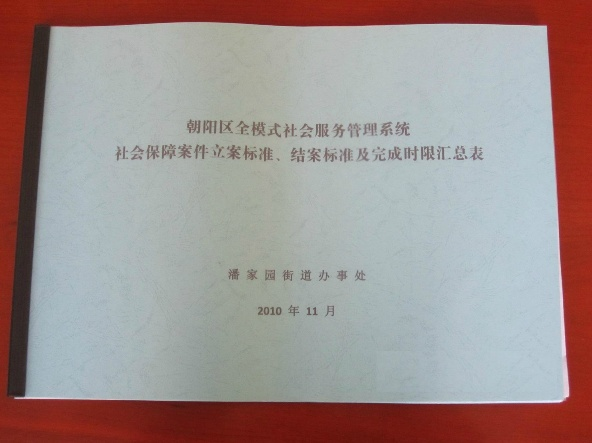 朝阳区全模式社会服务管理系统
社会保障案件立案标准、结案标准及完成时限汇总表
潘家园街道办事处
2010 年 11 月